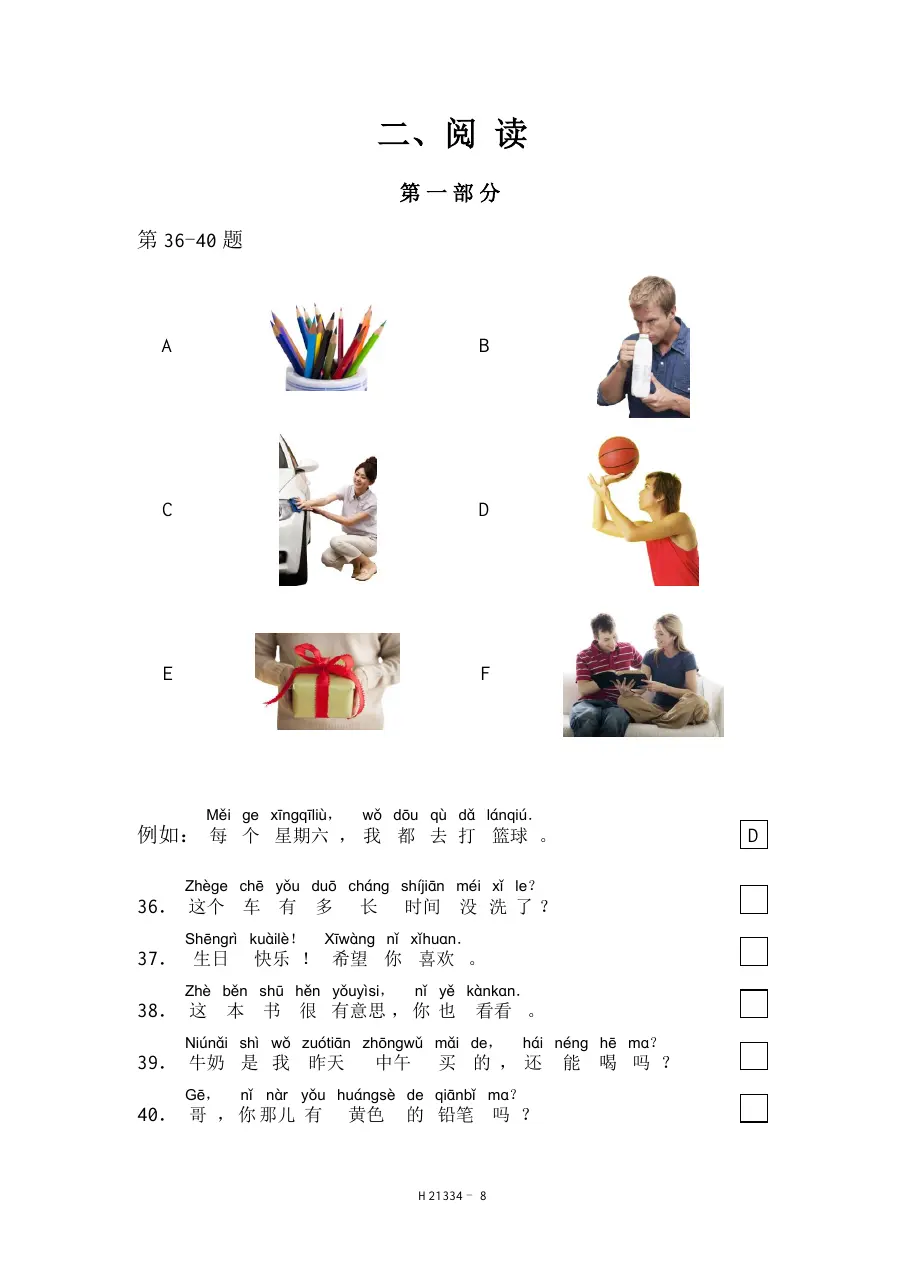 二、阅 读
第一部分
第 36-40 题
A
B
C
D
E
F
Měi ge xīngqīliù, wǒ dōu qù dǎ lánqiú.
例如： 每 个 星期六 ，我 都 去 打 篮球 。 D
Zhège chē yǒu duō cháng shíjiān méi xǐ le?
36． 这个 车 有 多 长 时间 没 洗 了？
Shēngrì kuàilè! Xīwàng nǐ xǐhuan.
37． 生日 快乐 ！ 希望 你 喜欢 。
Zhè běn shū hěn yǒuyìsi, nǐ yě kànkan.
38． 这 本 书 很 有意思 ，你 也 看看 。
Niúnǎi shì wǒ zuótiān zhōngwǔ mǎi de, hái néng hē ma?
39． 牛奶 是 我 昨天 中午 买 的 ，还 能 喝 吗 ？
Gē, nǐ nàr yǒu huángsè de qiānbǐ ma?
40． 哥 ，你那儿 有 黄色 的 铅笔 吗 ？
H21334－ 8